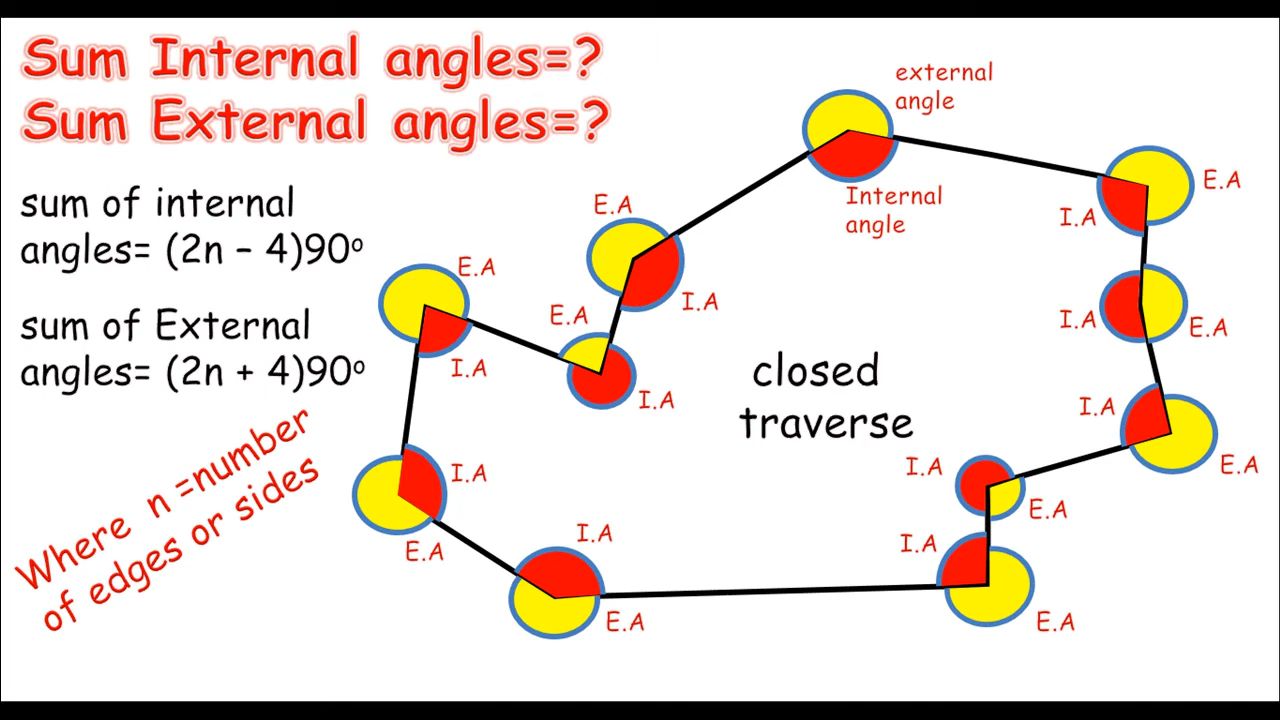 Sum Internal angles=?
Sum External angles=?
sum of internal
angles= (2n – 4)90º
sum of External
angles= (2n + 4)90º
Where n =number
of edges or sides
external
angle
Internal
angle
E.A
I.A
E.A
I.A
E.A
I.A
E.A
I.A
I.A
E.A
E.A
I.A
I.A
E.A
closed
traverse
I.A
E.A
I.A
E.A
I.A
E.A
I.A
E.A